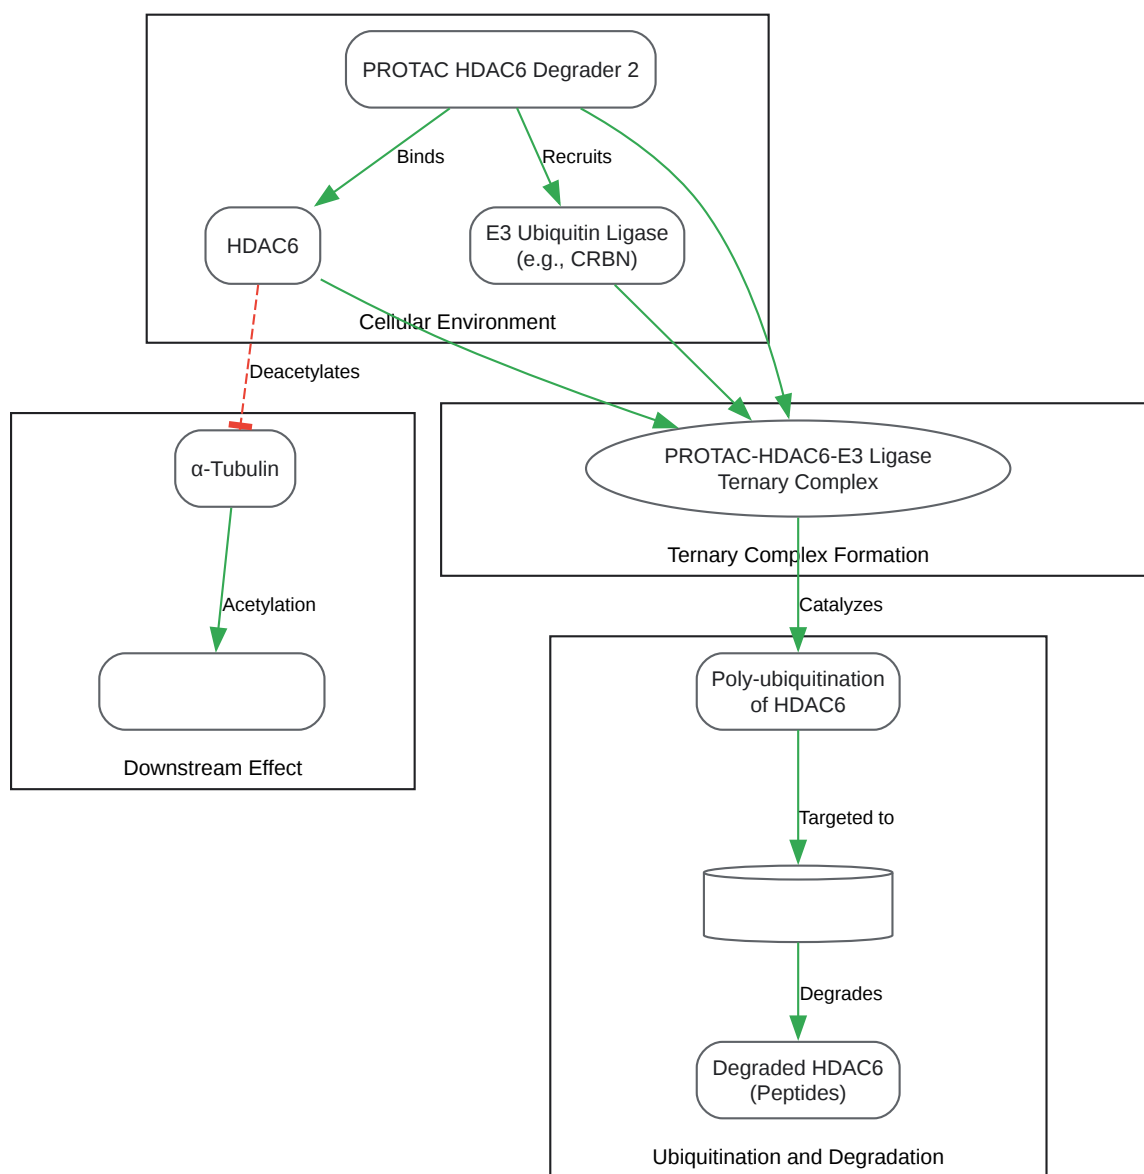 PROTAC HDAC6 Degrader 2
Binds
Recruits
HDAC6
E3 Ubiquitin Ligase
(e.g., CRBN)
Cellular Environment
Deacetylates
α-Tubulin
PROTAC-HDAC6-E3 Ligase
Ternary Complex
Ternary Complex Formation
Acetylation
Catalyzes
Poly-ubiquitination
of HDAC6
Downstream Effect
Targeted to
Degrades
Degraded HDAC6
(Peptides)
Ubiquitination and Degradation